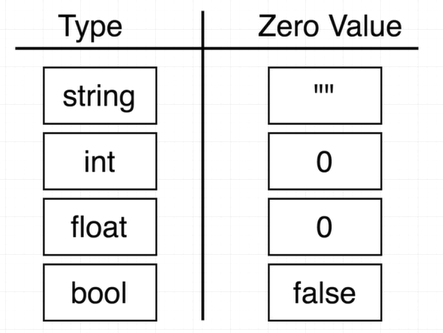 Type Zero Value
string ""
int 0
float 0
bool false